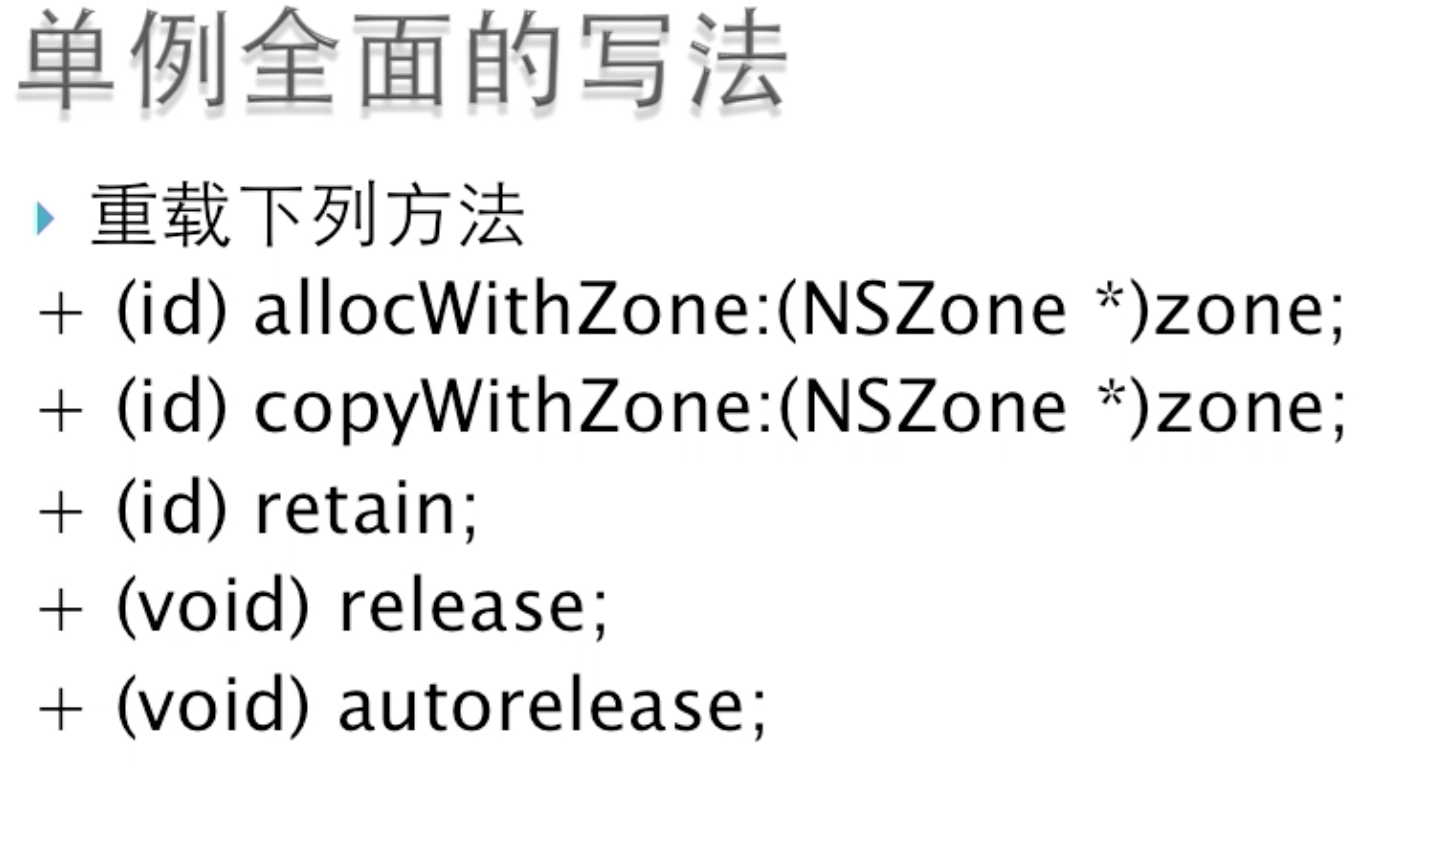 单例全面的写法
重载下列方法
+ (id) allocWithZone:(NSZone *)zone;
+ (id) copyWithZone:(NSZone *)zone;
+ (id) retain;
+ (void) release;
+ (void) autorelease;